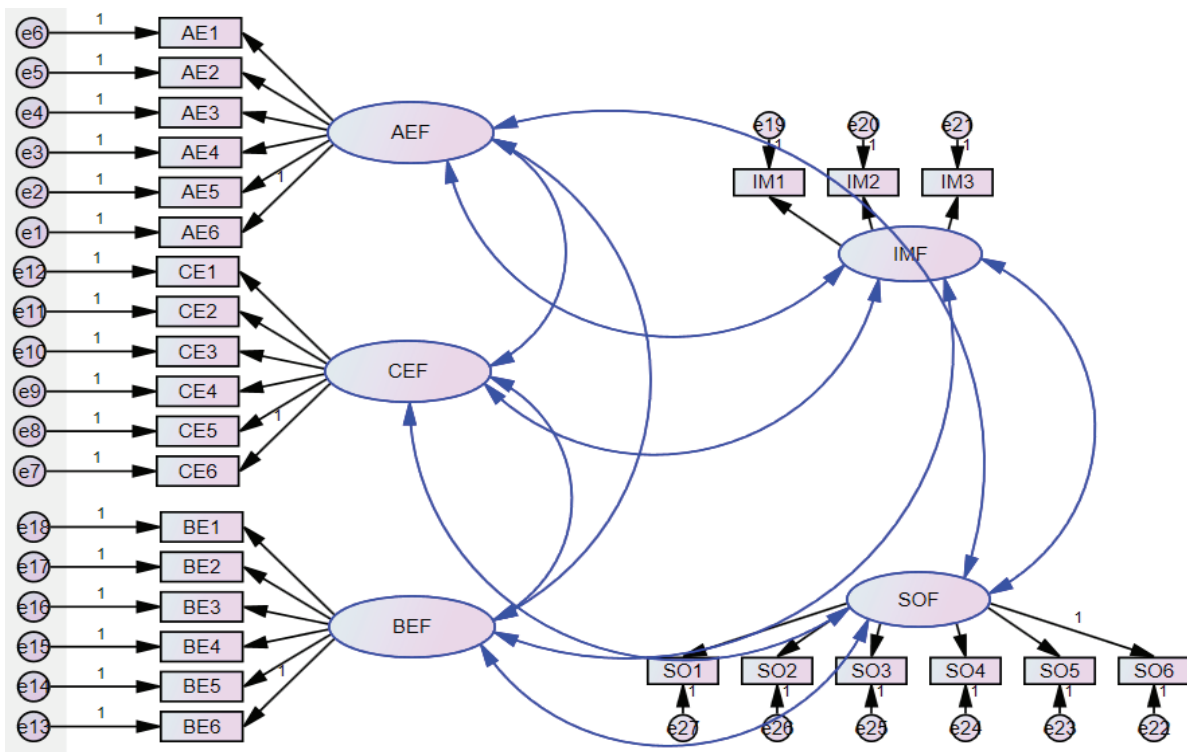 e6 1 AE1
e5 1 AE2
e4 1 AE3
e3 1 AE4
e2 1 AE5
e1 1 AE6
1
AEF
e12 1 CE1
e11 1 CE2
e10 1 CE3
e9 1 CE4
e8 1 CE5
e7 1 CE6
1
CEF
e18 1 BE1
e17 1 BE2
e16 1 BE3
e15 1 BE4
e14 1 BE5
e13 1 BE6
1
BEF
e19 e20 e21
1 1 1
IM1 IM2 IM3
IMF
SOF
1
SO1 SO2 SO3 SO4 SO5 SO6
1 1 1 1 1 1
e27 e26 e25 e24 e23 e22